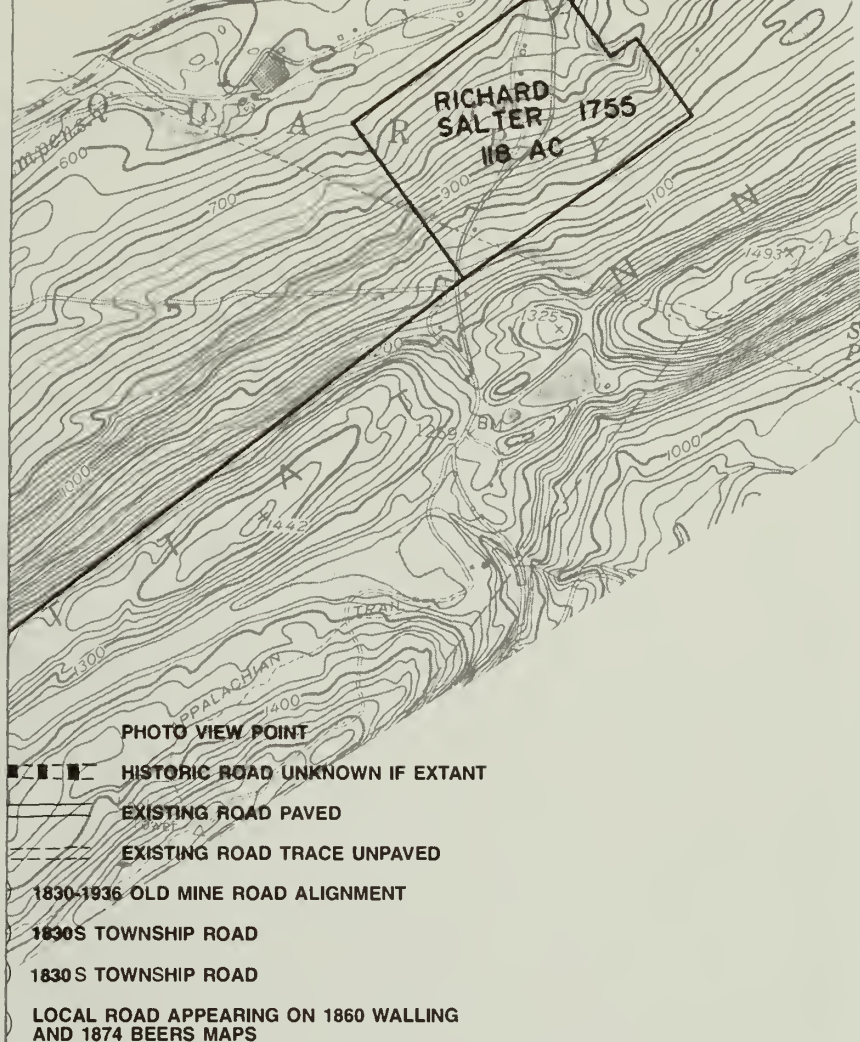 RICHARD
SALTER 1755
118 AC
Q U A R R Y
600
700
900
1100
N N
1493
1325
BM
1269
1000
1000
T T A T
1442
TRAIL
APPALACHIAN
1300
1400
PHOTO VIEW POINT
HISTORIC ROAD UNKNOWN IF EXTANT
EXISTING ROAD PAVED
EXISTING ROAD TRACE UNPAVED
1830-1936 OLD MINE ROAD ALIGNMENT
1830S TOWNSHIP ROAD
1830S TOWNSHIP ROAD
LOCAL ROAD APPEARING ON 1860 WALLING
AND 1874 BEERS MAPS